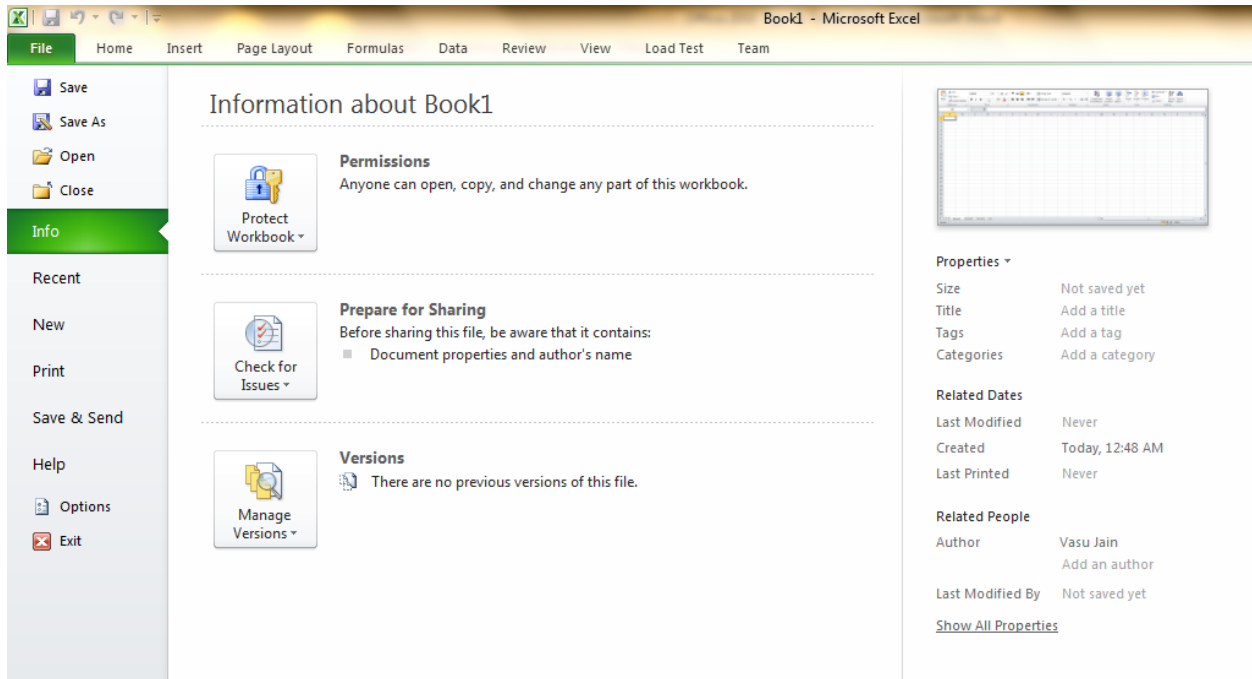 Book1 - Microsoft Excel
File Home Insert Page Layout Formulas Data Review View Load Test Team
Save
Save As
Open
Close
Info
Recent
New
Print
Save & Send
Help
Options
Exit
Information about Book1
Protect
Workbook
Permissions
Anyone can open, copy, and change any part of this workbook.
Check for
Issues
Prepare for Sharing
Before sharing this file, be aware that it contains:
Document properties and author's name
Manage
Versions
Versions
There are no previous versions of this file.
Properties
Size Not saved yet
Title Add a title
Tags Add a tag
Categories Add a category
Related Dates
Last Modified Never
Created Today, 12:48 AM
Last Printed Never
Related People
Author Vasu Jain
Add an author
Last Modified By Not saved yet
Show All Properties